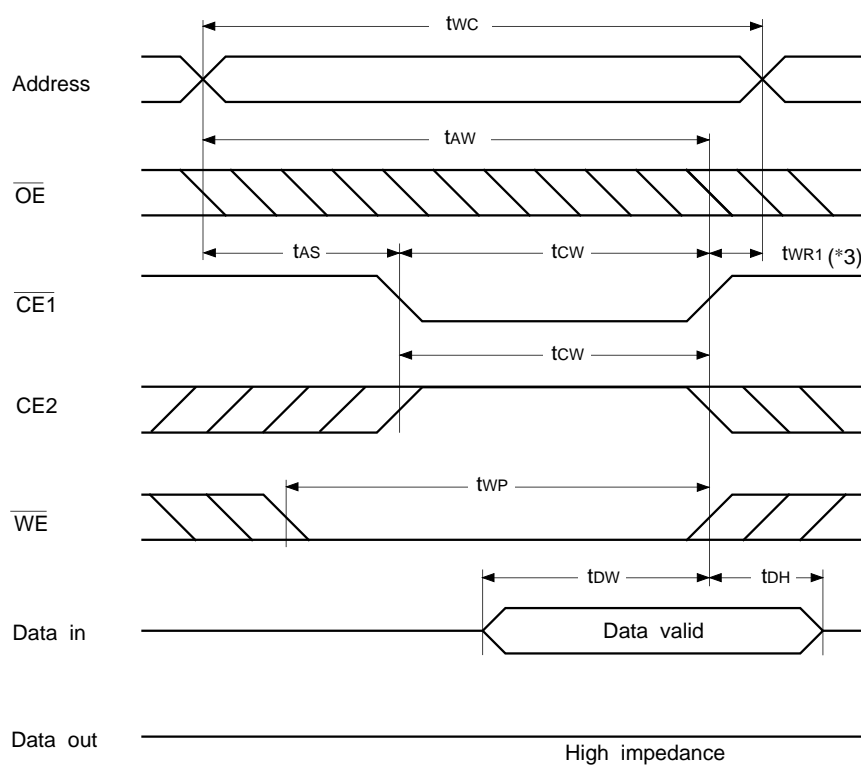 tWC
Address
tAW
OE
tAS
tCW
tWR1 (*3)
CE1
tCW
CE2
tWP
WE
tDW
tDH
Data in
Data valid
Data out
High impedance